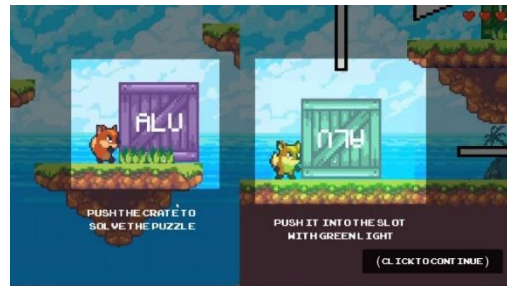 ALU
PUSH THE CRATE TO
SOLVE THE PUZZLE
ALU
PUSH IT INTO THE SLOT
WITH GREEN LIGHT
(CLICK TO CONTINUE)